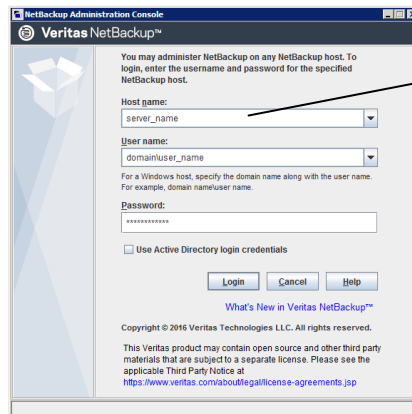 NetBackup Administration Console
Veritas NetBackup™
You may administer NetBackup on any NetBackup host. To
login, enter the username and password for the specified
NetBackup host.
Host name:
server_name
User name:
domain\user_name
For a Windows host, specify the domain name along with the user name.
For example, domain name\user name.
Password:
************
Use Active Directory login credentials
Login Cancel Help
What's New in Veritas NetBackup™
Copyright © 2016 Veritas Technologies LLC. All rights reserved.
This Veritas product may contain open source and other third party
materials that are subject to a separate license. Please see the
applicable Third Party Notice at
https://www.veritas.com/about/legal/license-agreements.jsp